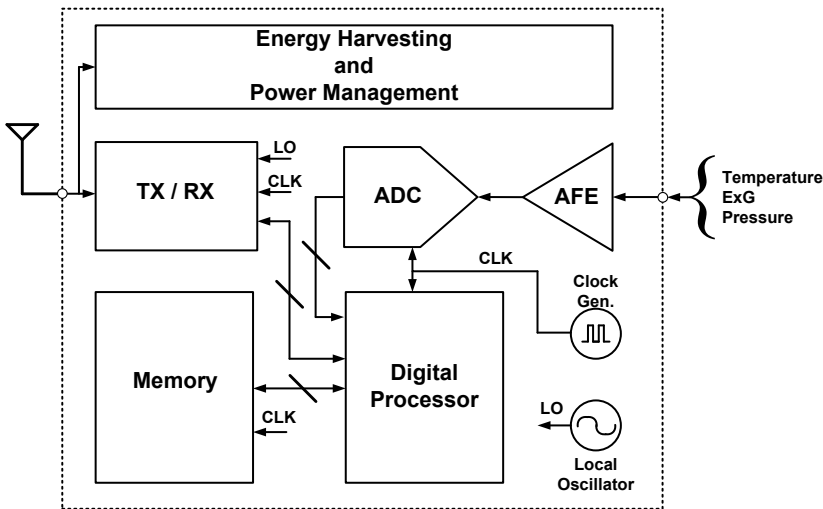 Energy Harvesting
and
Power Management
TX / RX
LO
CLK
ADC
AFE
Temperature
ExG
Pressure
CLK
Clock
Gen.
Memory
CLK
Digital
Processor
LO
Local
Oscillator